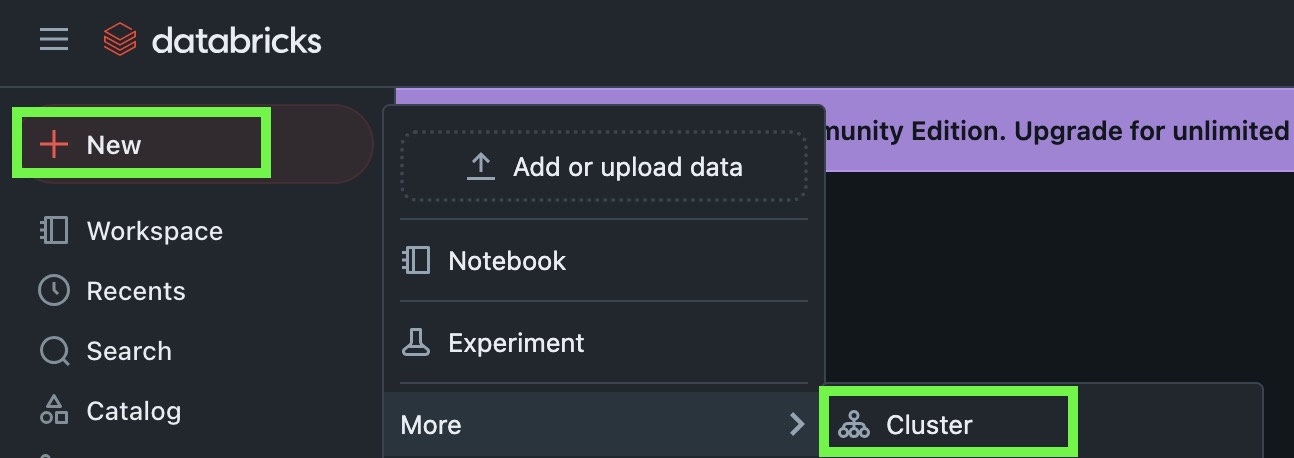 databricks
New
munity Edition. Upgrade for unlimited
Add or upload data
Workspace
Notebook
Recents
Experiment
Search
Catalog
More
Cluster